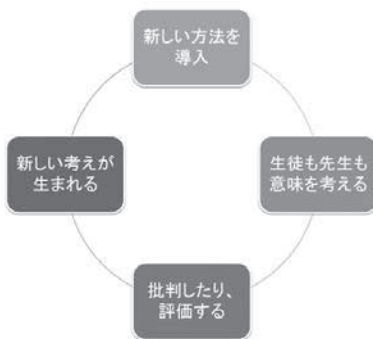 新しい方法を
導入
生徒も先生も
意味を考える
批判したり、
評価する
新しい考えが
生まれる